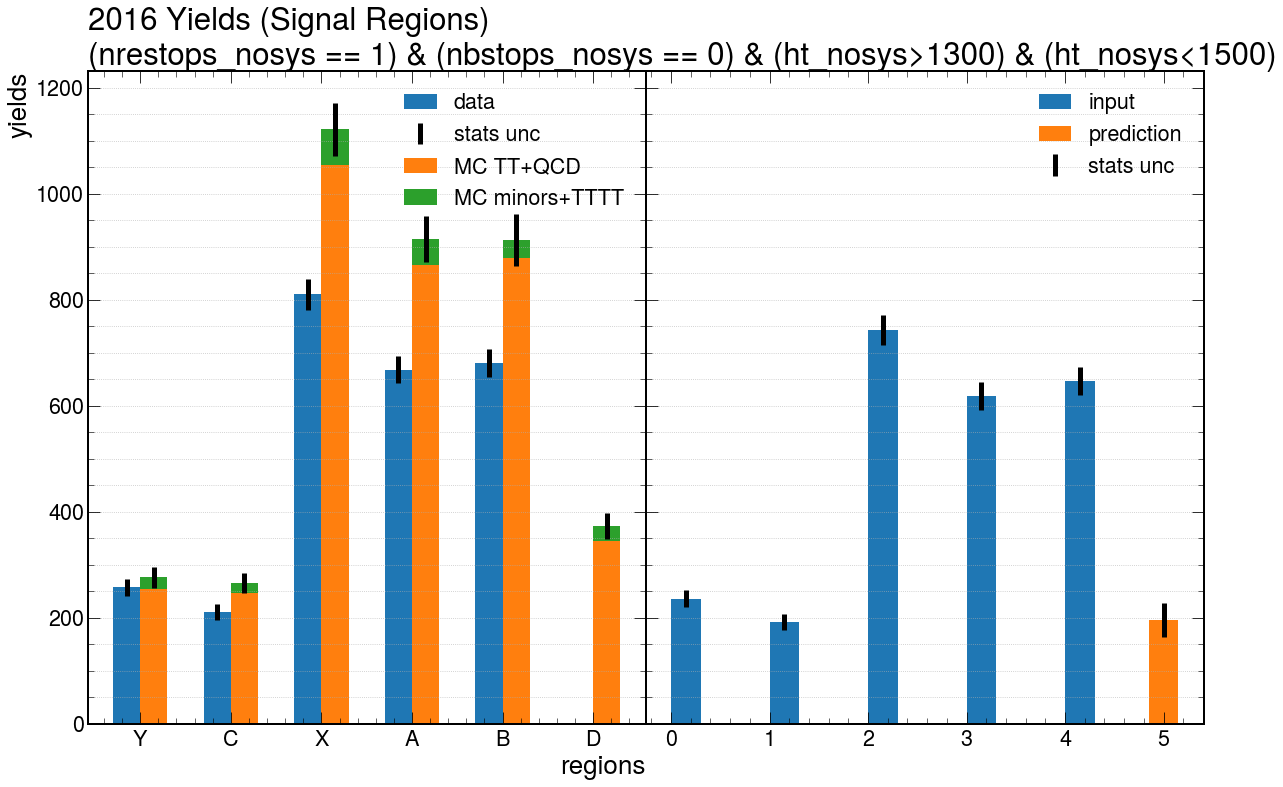 2016 Yields (Signal Regions)
(nrestops_nosys == 1) & (nbstops_nosys == 0) & (ht_nosys>1300) & (ht_nosys<1500)
yields
1200
1000
800
600
400
200
0
data
stats unc
MC TT+QCD
MC minors+TTTT
Y C X A B D
regions
input
prediction
stats unc
0 1 2 3 4 5